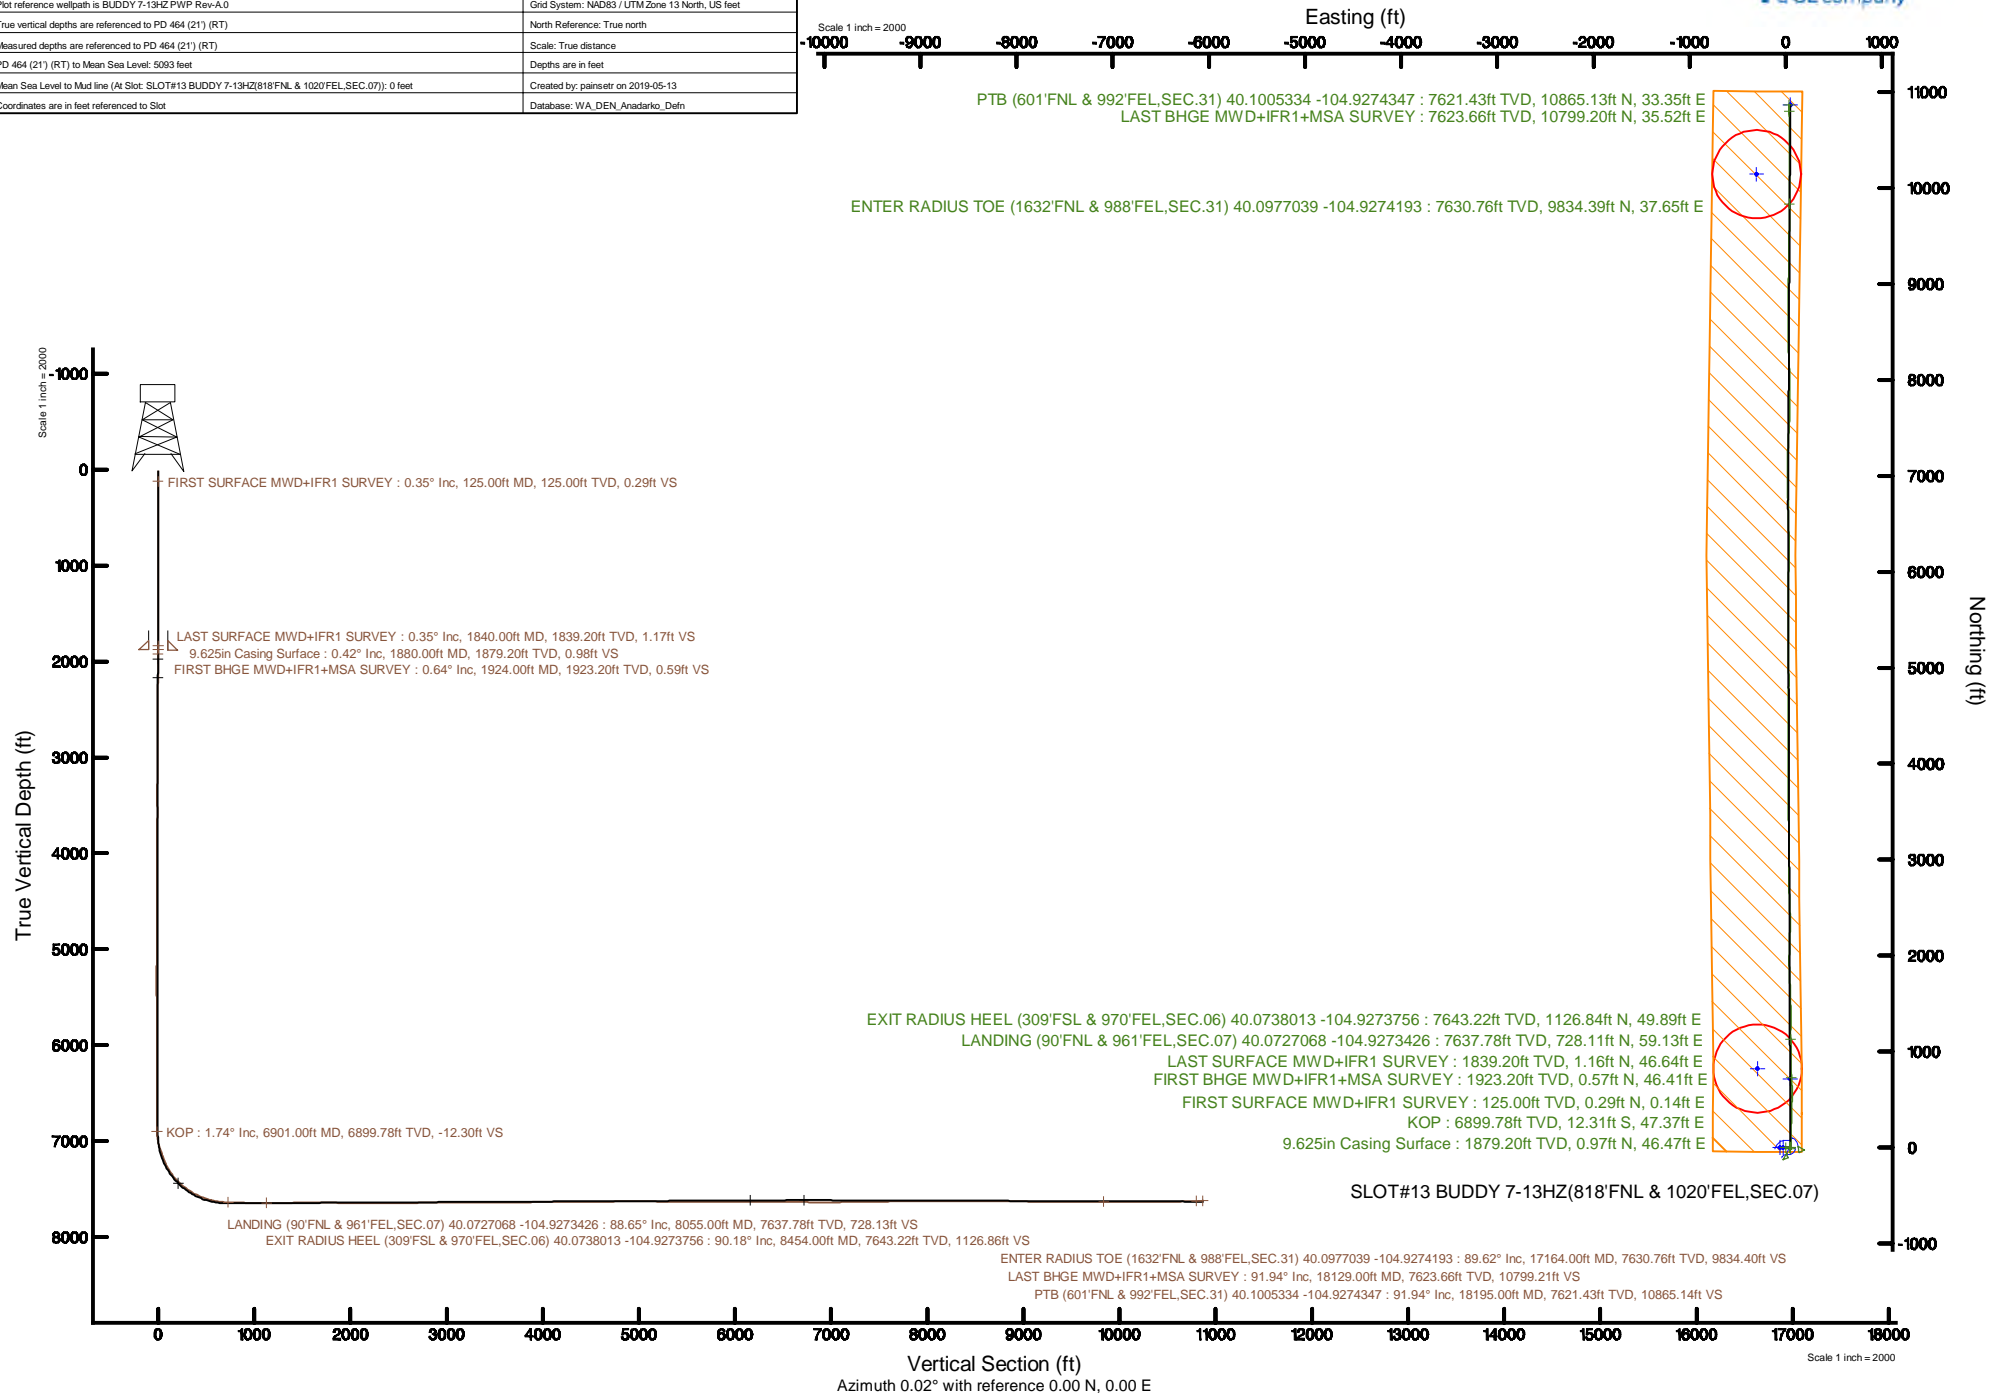 Plot reference wellpath is BUDDY 7-13HZ PWP Rev-A.0
Grid System: NAD83 / UTM Zone 13 North, US feet
True vertical depths are referenced to PD 464 (21') (RT)
North Reference: True north
Measured depths are referenced to PD 464 (21') (RT)
Scale: True distance
PD 464 (21') (RT) to Mean Sea Level: 5093 feet
Depths are in feet
Mean Sea Level to Mud line (At Slot: SLOT#13 BUDDY 7-13HZ(818'FNL & 1020'FEL,SEC.07)): 0 feet
Created by: painsetr on 2019-05-13
Coordinates are in feet referenced to Slot
Database: WA_DEN_Anadarko_Defn
company
Easting (ft)
Scale 1 inch = 2000
-10000 -9000 -8000 -7000 -6000 -5000 -4000 -3000 -2000 -1000 0 1000
PTB (601'FNL & 992'FEL,SEC.31) 40.1005334 -104.9274347 : 7621.43ft TVD, 10865.13ft N, 33.35ft E
LAST BHGE MWD+IFR1+MSA SURVEY : 7623.66ft TVD, 10799.20ft N, 35.52ft E
ENTER RADIUS TOE (1632'FNL & 988'FEL,SEC.31) 40.0977039 -104.9274193 : 7630.76ft TVD, 9834.39ft N, 37.65ft E
11000
10000
9000
8000
7000
6000
5000
4000
3000
2000
1000
0
-1000
Northing (ft)
Scale 1 inch = 2000
-1000
0
1000
2000
3000
4000
5000
6000
7000
8000
True Vertical Depth (ft)
FIRST SURFACE MWD+IFR1 SURVEY : 0.35° Inc, 125.00ft MD, 125.00ft TVD, 0.29ft VS
LAST SURFACE MWD+IFR1 SURVEY : 0.35° Inc, 1840.00ft MD, 1839.20ft TVD, 1.17ft VS
9.625in Casing Surface : 0.42° Inc, 1880.00ft MD, 1879.20ft TVD, 0.98ft VS
FIRST BHGE MWD+IFR1+MSA SURVEY : 0.64° Inc, 1924.00ft MD, 1923.20ft TVD, 0.59ft VS
EXIT RADIUS HEEL (309'FSL & 970'FEL,SEC.06) 40.0738013 -104.9273756 : 7643.22ft TVD, 1126.84ft N, 49.89ft E
LANDING (90'FNL & 961'FEL,SEC.07) 40.0727068 -104.9273426 : 7637.78ft TVD, 728.11ft N, 59.13ft E
LAST SURFACE MWD+IFR1 SURVEY : 1839.20ft TVD, 1.16ft N, 46.64ft E
FIRST BHGE MWD+IFR1+MSA SURVEY : 1923.20ft TVD, 0.57ft N, 46.41ft E
FIRST SURFACE MWD+IFR1 SURVEY : 125.00ft TVD, 0.29ft N, 0.14ft E
KOP : 6899.78ft TVD, 12.31ft S, 47.37ft E
9.625in Casing Surface : 1879.20ft TVD, 0.97ft N, 46.47ft E
SLOT#13 BUDDY 7-13HZ(818'FNL & 1020'FEL,SEC.07)
KOP : 1.74° Inc, 6901.00ft MD, 6899.78ft TVD, -12.30ft VS
LANDING (90'FNL & 961'FEL,SEC.07) 40.0727068 -104.9273426 : 88.65° Inc, 8055.00ft MD, 7637.78ft TVD, 728.13ft VS
EXIT RADIUS HEEL (309'FSL & 970'FEL,SEC.06) 40.0738013 -104.9273756 : 90.18° Inc, 8454.00ft MD, 7643.22ft TVD, 1126.86ft VS
ENTER RADIUS TOE (1632'FNL & 988'FEL,SEC.31) 40.0977039 -104.9274193 : 89.62° Inc, 17164.00ft MD, 7630.76ft TVD, 9834.40ft VS
LAST BHGE MWD+IFR1+MSA SURVEY : 91.94° Inc, 18129.00ft MD, 7623.66ft TVD, 10799.21ft VS
PTB (601'FNL & 992'FEL,SEC.31) 40.1005334 -104.9274347 : 91.94° Inc, 18195.00ft MD, 7621.43ft TVD, 10865.14ft VS
0 1000 2000 3000 4000 5000 6000 7000 8000 9000 10000 11000 12000 13000 14000 15000 16000 17000 18000
Vertical Section (ft)
Scale 1 inch = 2000
Azimuth 0.02° with reference 0.00 N, 0.00 E